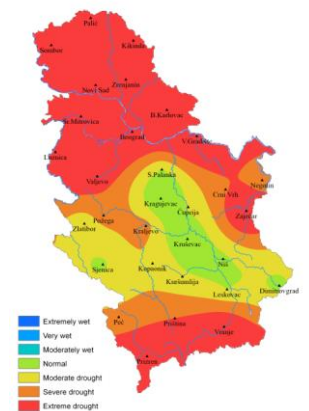 Palić
Sombor
Kikinda
Zrenjanin
Novi Sad
B.Karlovac
Sr.Mitrovica
Beograd
V.Gradište
Loznica
S.Palanka
Valjevo
Negotin
Crni Vrh
Kragujevac
Ćuprija
Zaječar
Požega
Zlatibor
Kraljevo
Kruševac
Niš
Sjenica
Kopaonik
Kuršumlija
Leskovac
Dimitrovgrad
Peć
Priština
Vranje
Prizren
Extremely wet
Very wet
Moderately wet
Normal
Moderate drought
Severe drought
Extreme drought